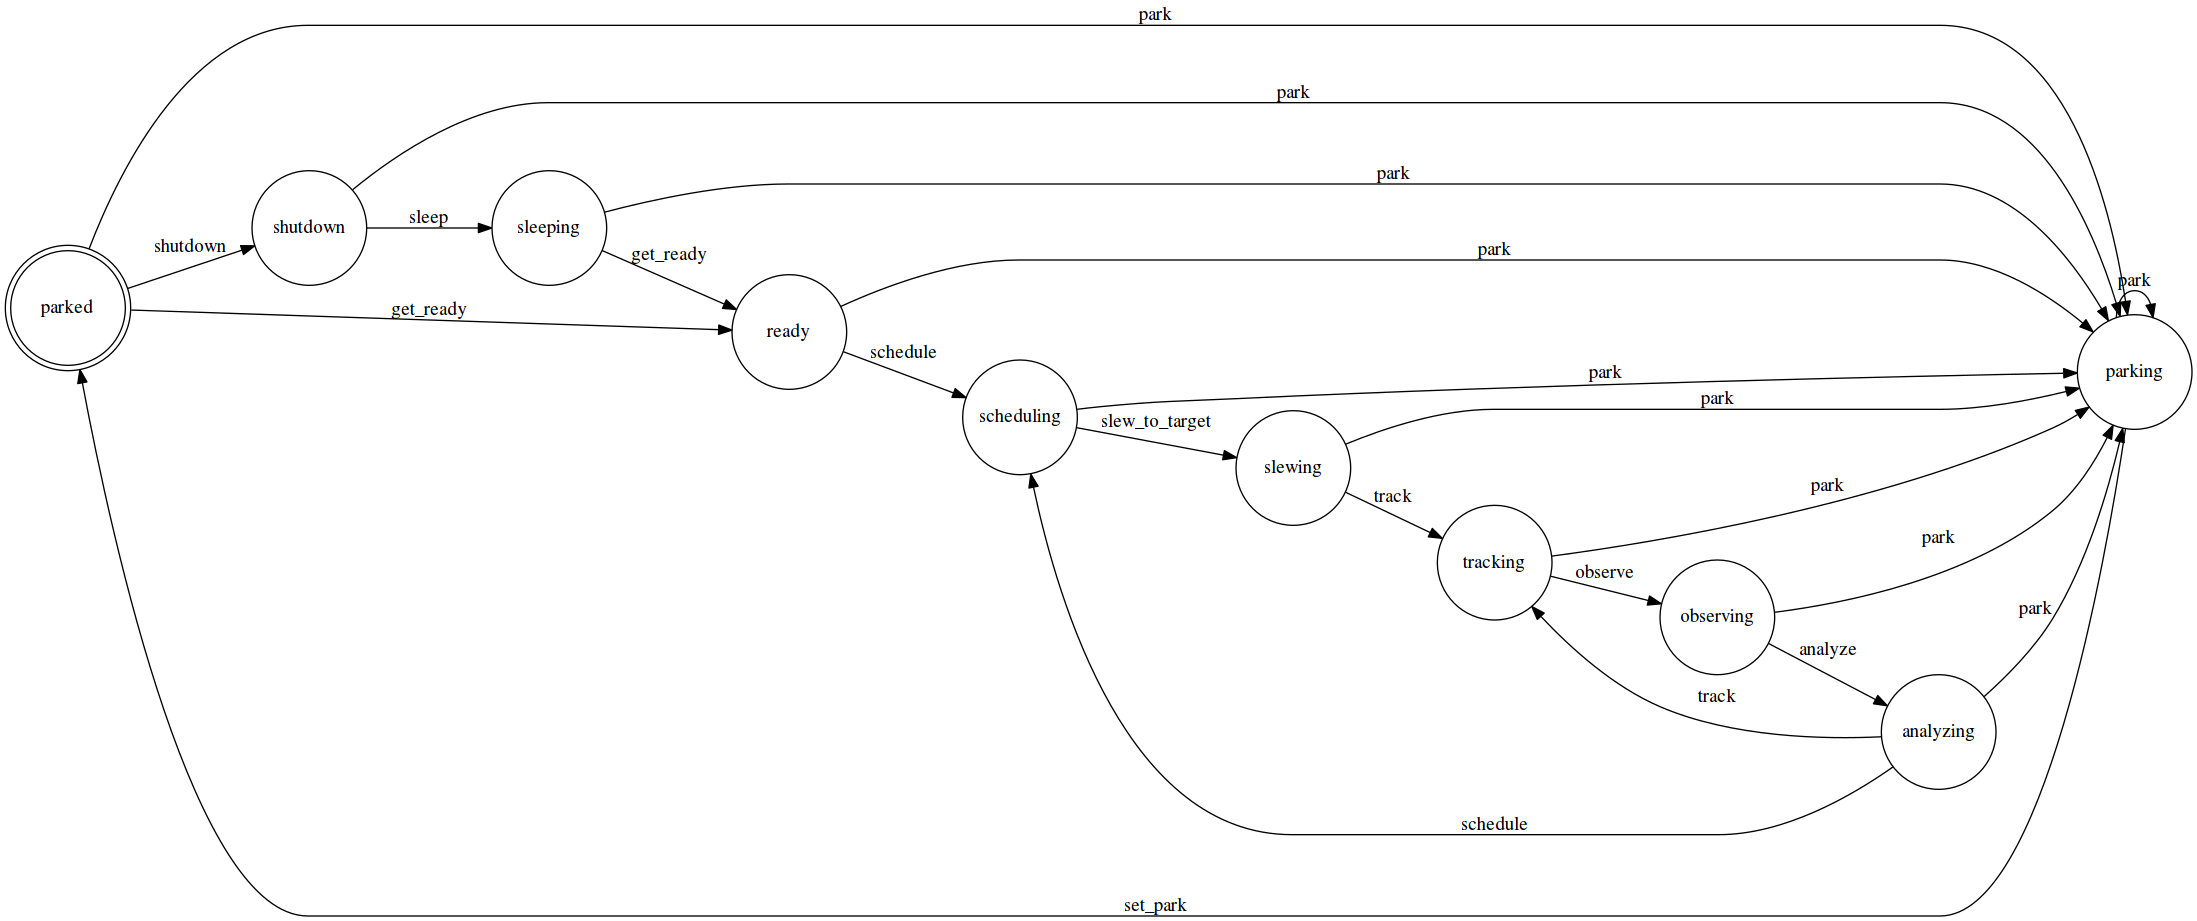 park
park
park
park
park
shutdown
sleep
get_ready
get_ready
parked
shutdown
sleeping
ready
schedule
scheduling
park
slew_to_target
park
parking
slewing
track
park
tracking
observe
park
observing
park
analyze
track
analyzing
schedule
set_park